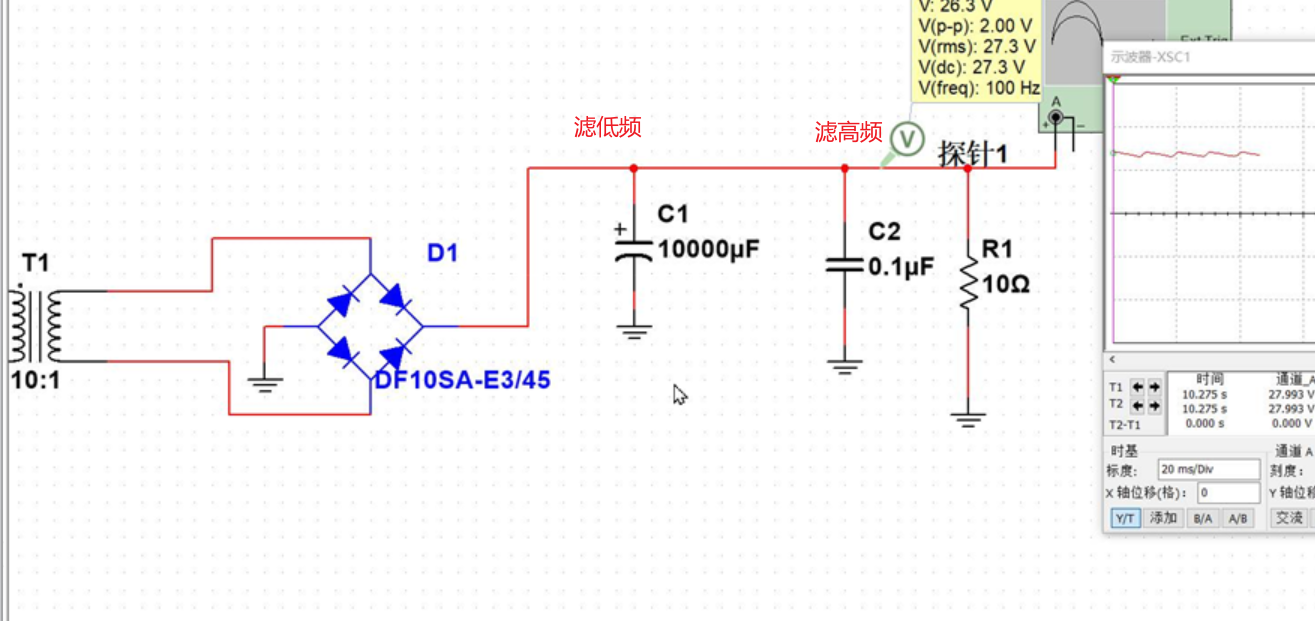 V: 26.3 V
V(p-p): 2.00 V
V(rms): 27.3 V
V(dc): 27.3 V
V(freq): 100 Hz
Ext Trig
A
+ −
示波器-XSC1
滤低频
滤高频
V
探针1
T1
10:1
D1
DF10SA-E3/45
+
C1
10000µF
C2
0.1µF
R1
10Ω
<
时间 通道_A
T1 10.275 s 27.993 V
T2 10.275 s 27.993 V
T2-T1 0.000 s 0.000 V
时基 通道 A
标度: 20 ms/Div 刻度:
X 轴位移(格): 0 Y 轴位移
Y/T 添加 B/A A/B 交流